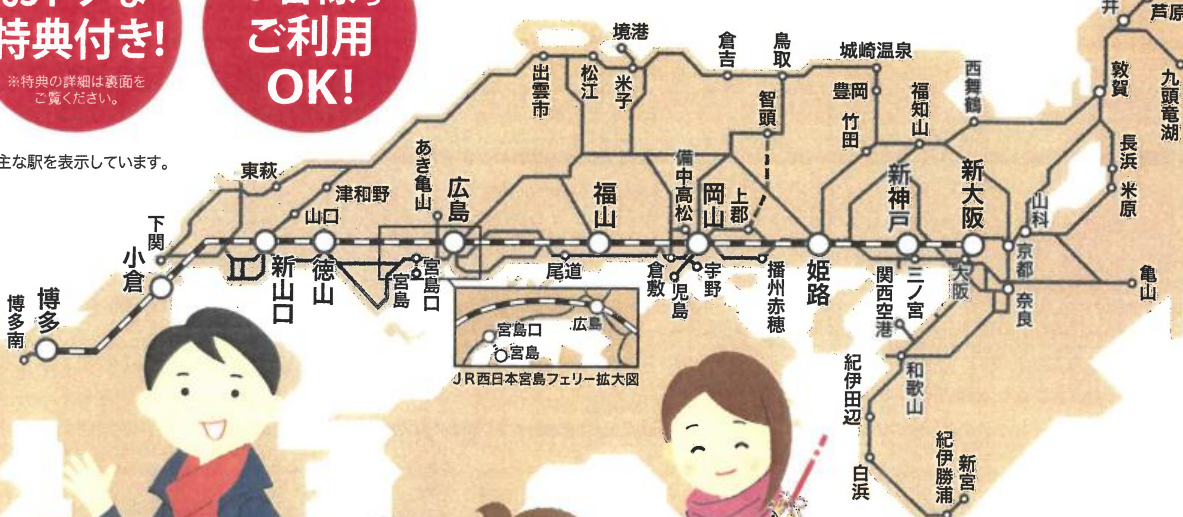 特典付き!
※特典の詳細は裏面を
ご覧ください。
ご利用
OK!
主な駅を表示しています。
博多南
博多
小倉
下関
東萩
津和野
山口
新山口
徳山
あき亀山
広島
宮島口
宮島
出雲市
松江
境港
米子
倉吉
鳥取
智頭
城崎温泉
豊岡
竹田
福知山
西舞鶴
尾道
福山
備中高松
倉敷
児島
岡山
宇野
上郡
播州赤穂
姫路
新神戸
三ノ宮
新大阪
大阪
関西空港
和歌山
紀伊田辺
白浜
紀伊勝浦
新宮
山科
京都
奈良
亀山
敦賀
長浜
米原
九頭竜湖
芦原
井
広島
宮島口
宮島
JR西日本宮島フェリー拡大図